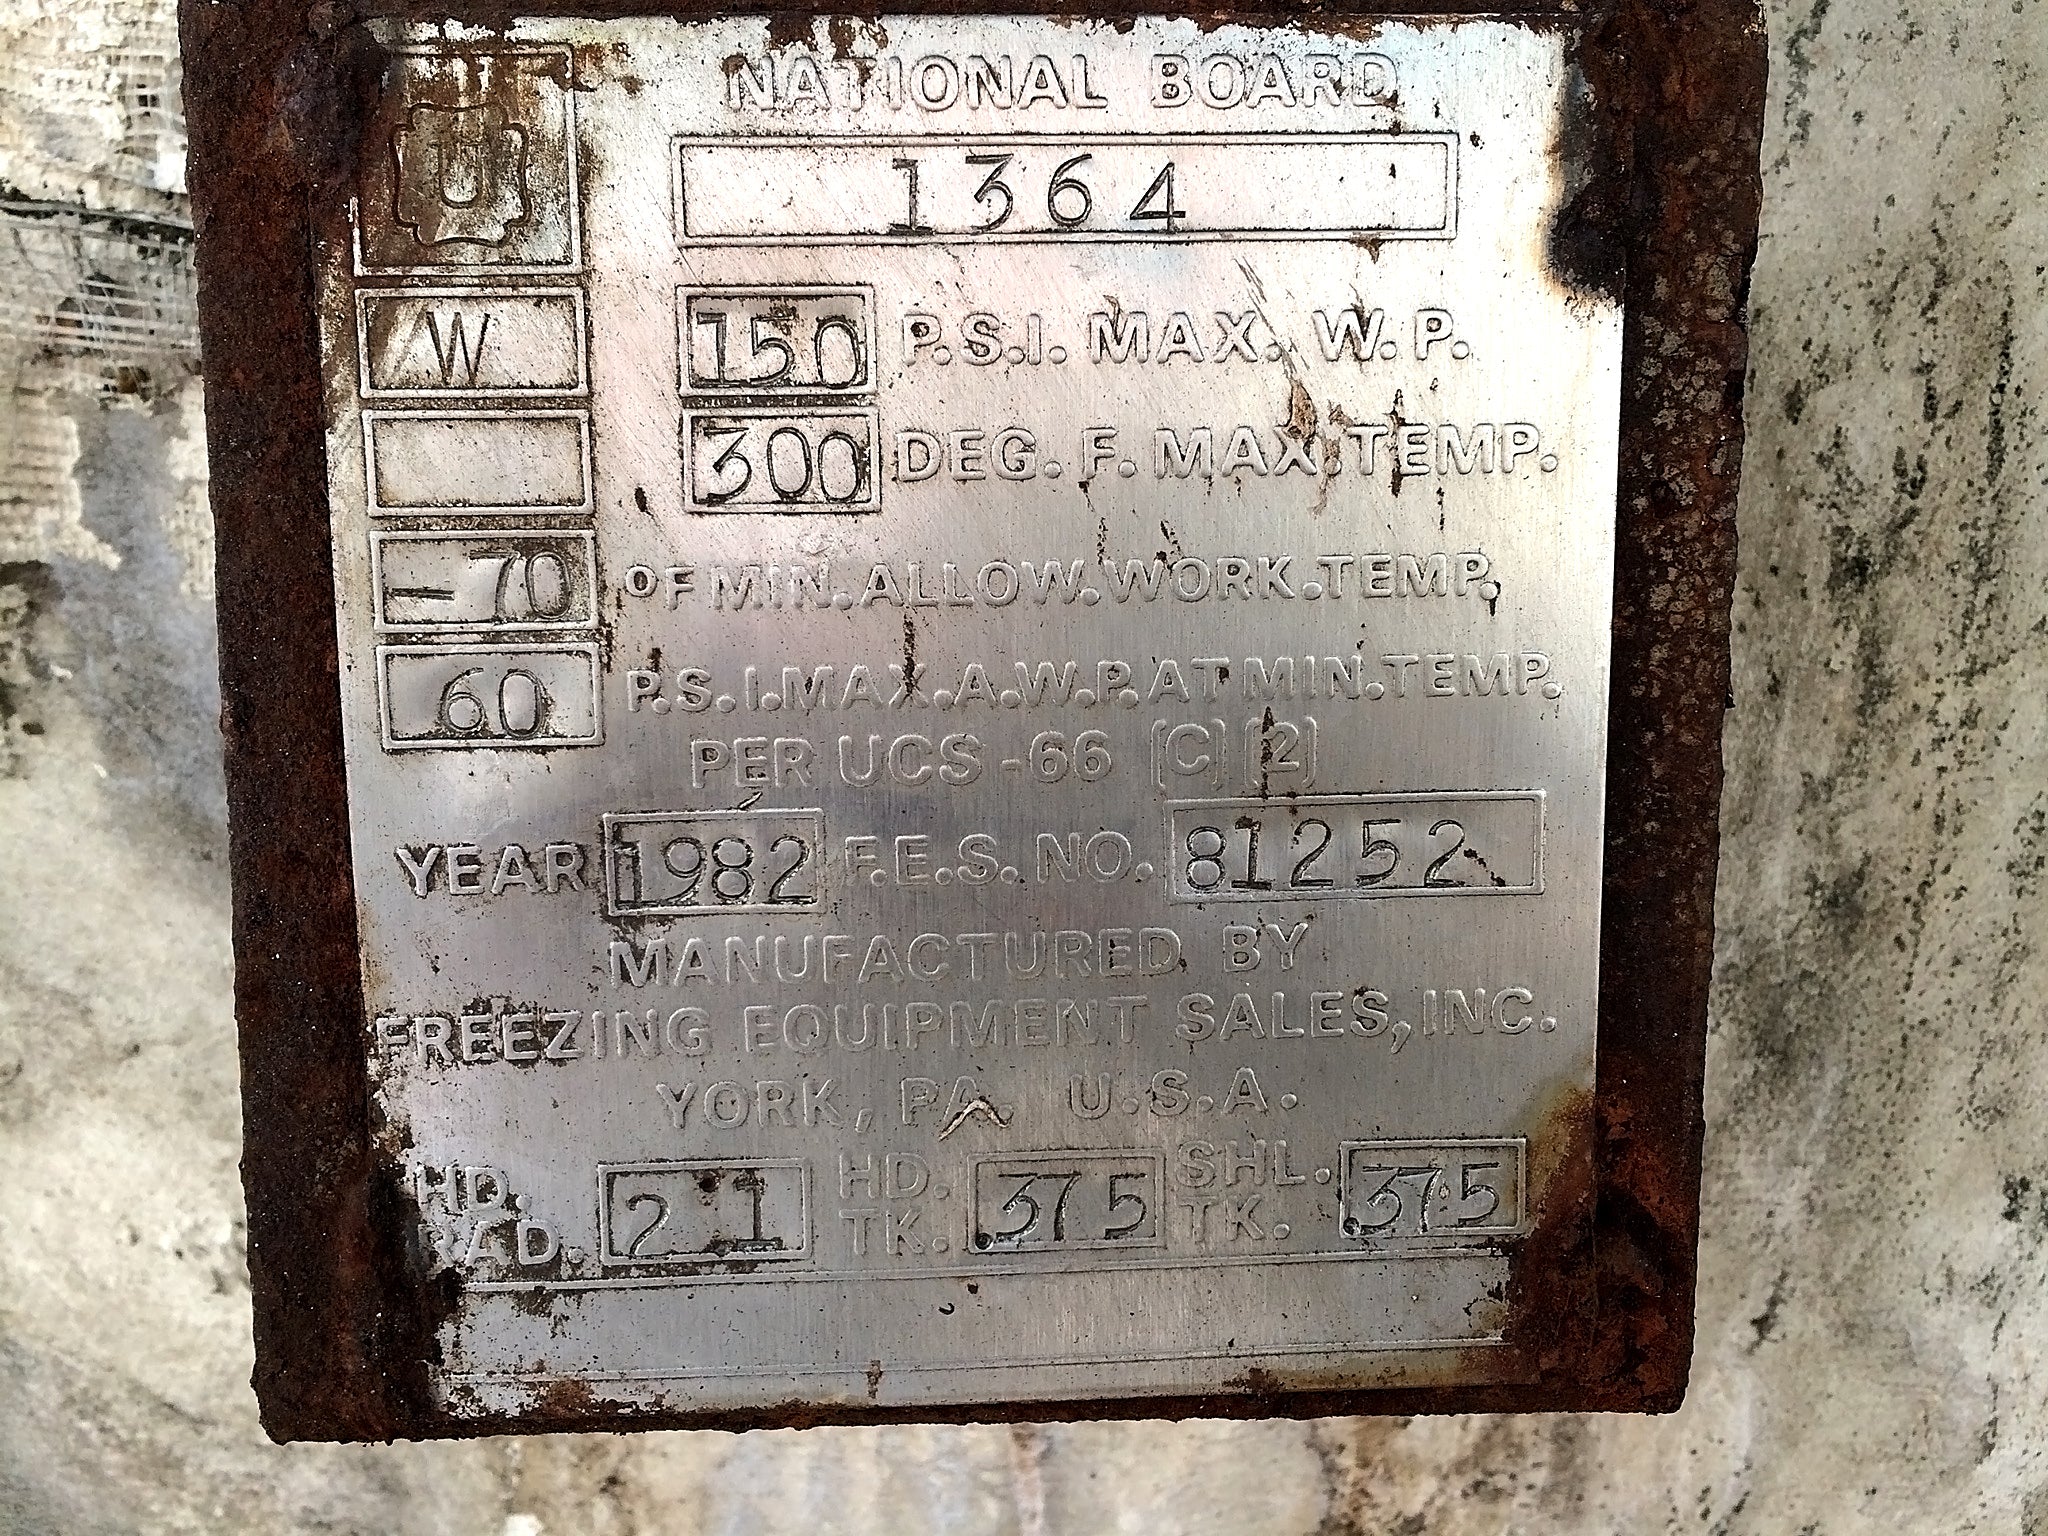 U NATIONAL BOARD
1364
W 150 P.S.I. MAX. W.P.
300 DEG. F. MAX. TEMP.
-70 °F MIN. ALLOW. WORK. TEMP.
60 P.S.I. MAX. A.W.P. AT MIN. TEMP.
PER UCS-66 (C) (2)
YEAR 1982 F.E.S. NO. 81252
MANUFACTURED BY
FREEZING EQUIPMENT SALES, INC.
YORK, PA. U.S.A.
HD. RAD. 21 HD. TK. .375 SHL. TK. .375